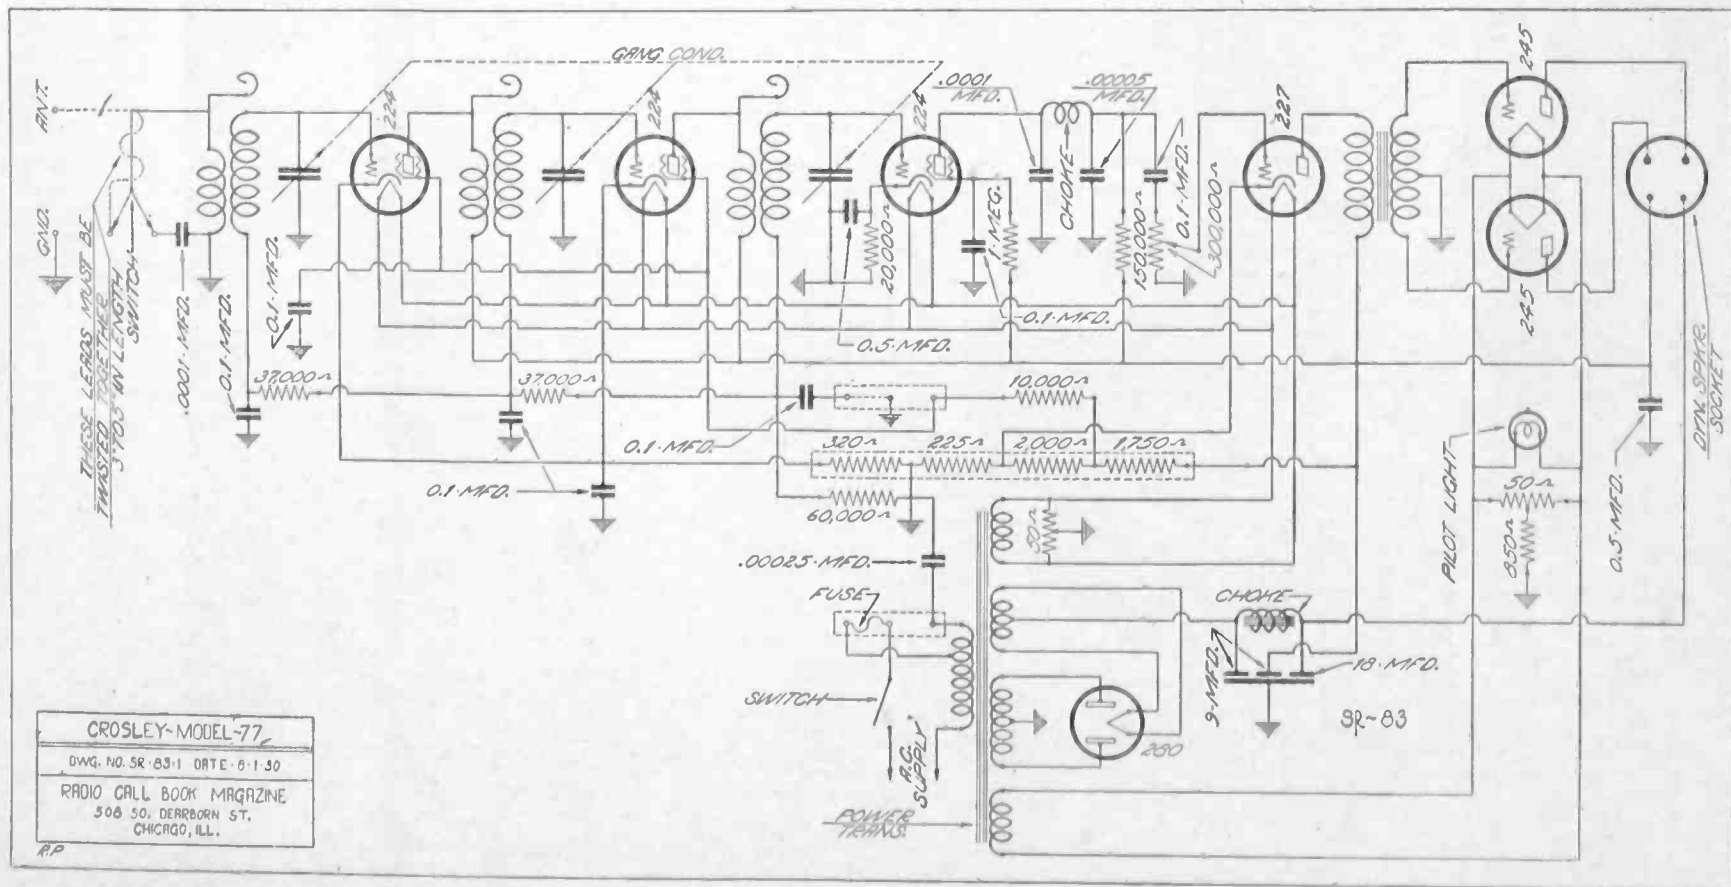 ANT.
GND.
THESE LEADS MUST BE
TWISTED TOGETHER
3" TO 5" IN LENGTH
SWITCH
.0001-MFD.
0.1-MFD.
0.1-MFD.
37,000~
GANG COND.
224
224
224
37,000~
0.1-MFD.
0.1-MFD.
20,000~
0.5-MFD.
.0001
MFD.
CHOKE
.00005
MFD.
1-MEG.
0.1-MFD.
150,000~
0.1-MFD.
300,000~
227
245
245
DYN. SPKR.
SOCKET
10,000~
320~
225~
2,000~
1,750~
60,000~
50~
.00025-MFD.
FUSE
SWITCH
A.C.
SUPPLY
POWER
TRANS.
280
CHOKE
9-MFD.
18-MFD.
SR-83
PILOT LIGHT
50~
850~
0.5-MFD.
CROSLEY-MODEL-77
DWG. NO. SR-83-1 DATE-8-1-30
RADIO CALL BOOK MAGAZINE
508 SO. DEARBORN ST.
CHICAGO, ILL.
R.P